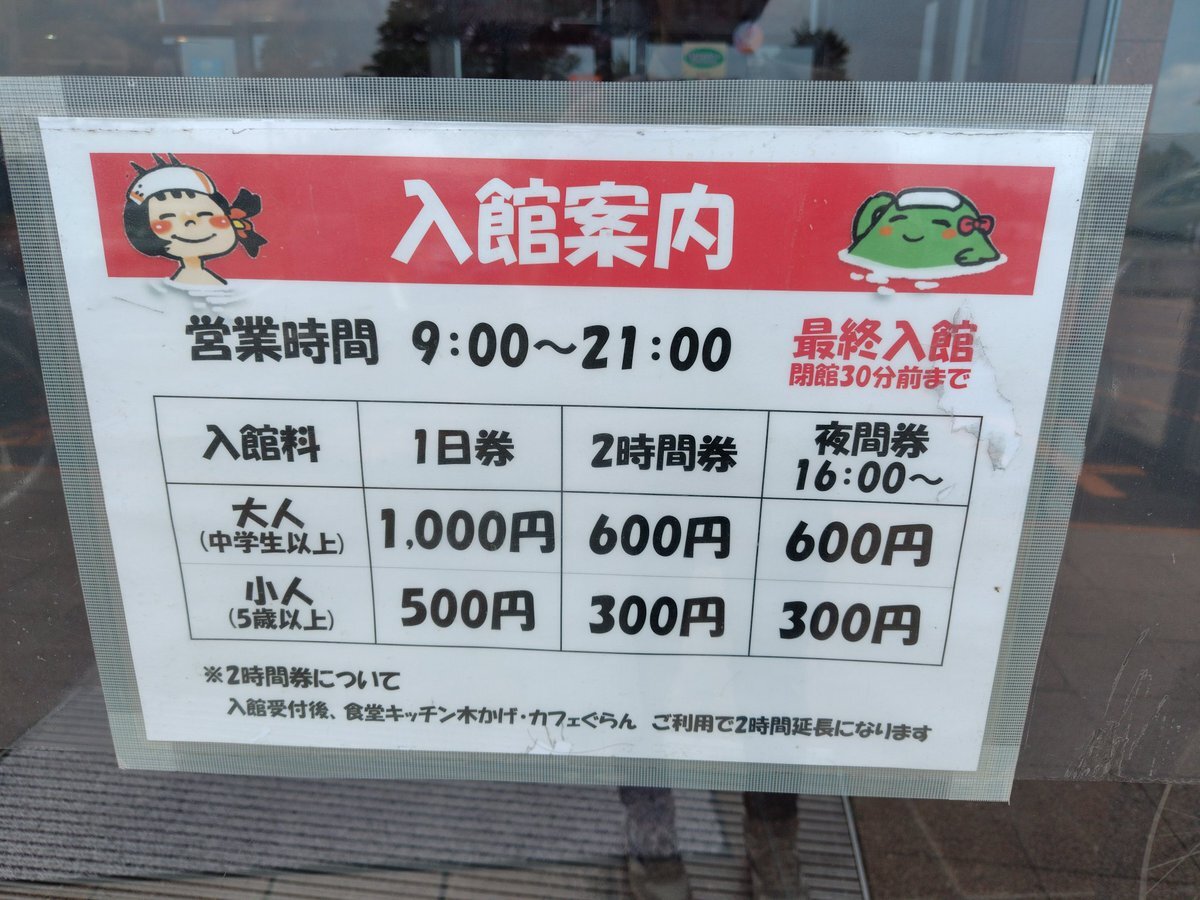 入館案内
営業時間 9:00～21:00
最終入館
閉館30分前まで
入館料 1日券 2時間券 夜間券
16:00～
大人 1,000円 600円 600円
(中学生以上)
小人 500円 300円 300円
(5歳以上)
※2時間券について
入館受付後、食堂キッチン木かげ・カフェぐらん ご利用で2時間延長になります